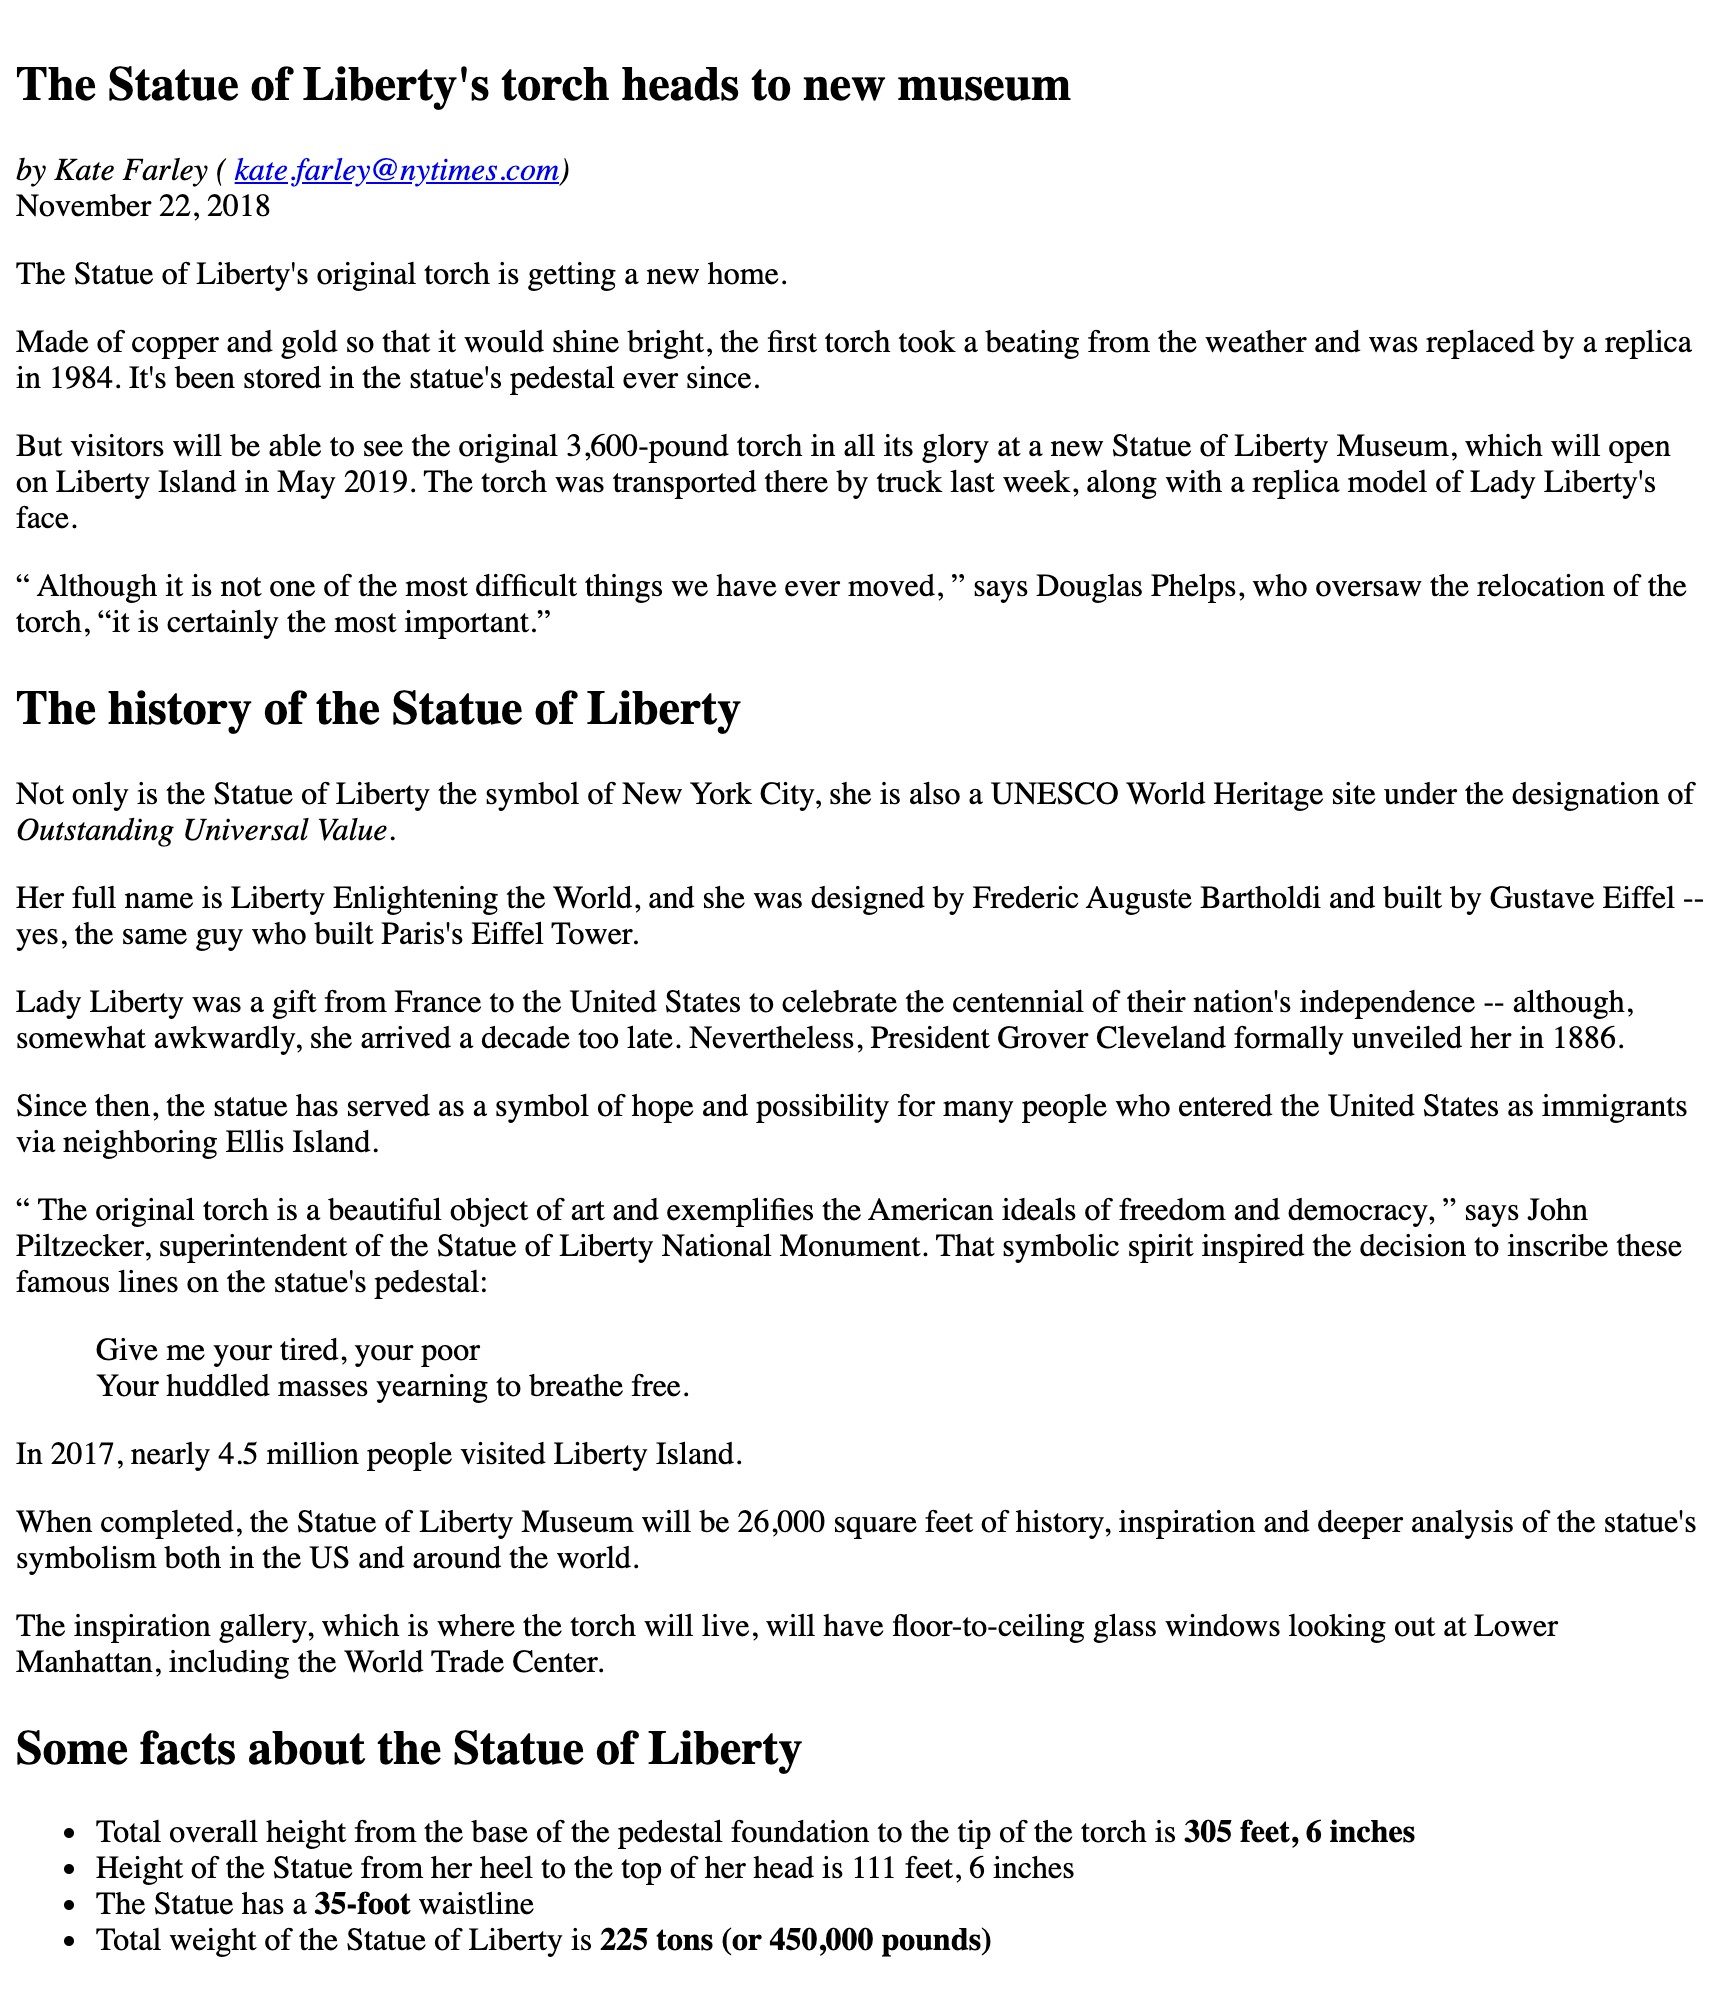 The Statue of Liberty's torch heads to new museum
by Kate Farley ( kate.farley@nytimes.com)
November 22, 2018
The Statue of Liberty's original torch is getting a new home.
Made of copper and gold so that it would shine bright, the first torch took a beating from the weather and was replaced by a replica
in 1984. It's been stored in the statue's pedestal ever since.
But visitors will be able to see the original 3,600-pound torch in all its glory at a new Statue of Liberty Museum, which will open
on Liberty Island in May 2019. The torch was transported there by truck last week, along with a replica model of Lady Liberty's
face.
“ Although it is not one of the most difficult things we have ever moved, ” says Douglas Phelps, who oversaw the relocation of the
torch, “it is certainly the most important.”
The history of the Statue of Liberty
Not only is the Statue of Liberty the symbol of New York City, she is also a UNESCO World Heritage site under the designation of
Outstanding Universal Value.
Her full name is Liberty Enlightening the World, and she was designed by Frederic Auguste Bartholdi and built by Gustave Eiffel --
yes, the same guy who built Paris's Eiffel Tower.
Lady Liberty was a gift from France to the United States to celebrate the centennial of their nation's independence -- although,
somewhat awkwardly, she arrived a decade too late. Nevertheless, President Grover Cleveland formally unveiled her in 1886.
Since then, the statue has served as a symbol of hope and possibility for many people who entered the United States as immigrants
via neighboring Ellis Island.
“ The original torch is a beautiful object of art and exemplifies the American ideals of freedom and democracy, ” says John
Piltzecker, superintendent of the Statue of Liberty National Monument. That symbolic spirit inspired the decision to inscribe these
famous lines on the statue's pedestal:
Give me your tired, your poor
Your huddled masses yearning to breathe free.
In 2017, nearly 4.5 million people visited Liberty Island.
When completed, the Statue of Liberty Museum will be 26,000 square feet of history, inspiration and deeper analysis of the statue's
symbolism both in the US and around the world.
The inspiration gallery, which is where the torch will live, will have floor-to-ceiling glass windows looking out at Lower
Manhattan, including the World Trade Center.
Some facts about the Statue of Liberty
• Total overall height from the base of the pedestal foundation to the tip of the torch is 305 feet, 6 inches
• Height of the Statue from her heel to the top of her head is 111 feet, 6 inches
• The Statue has a 35-foot waistline
• Total weight of the Statue of Liberty is 225 tons (or 450,000 pounds)